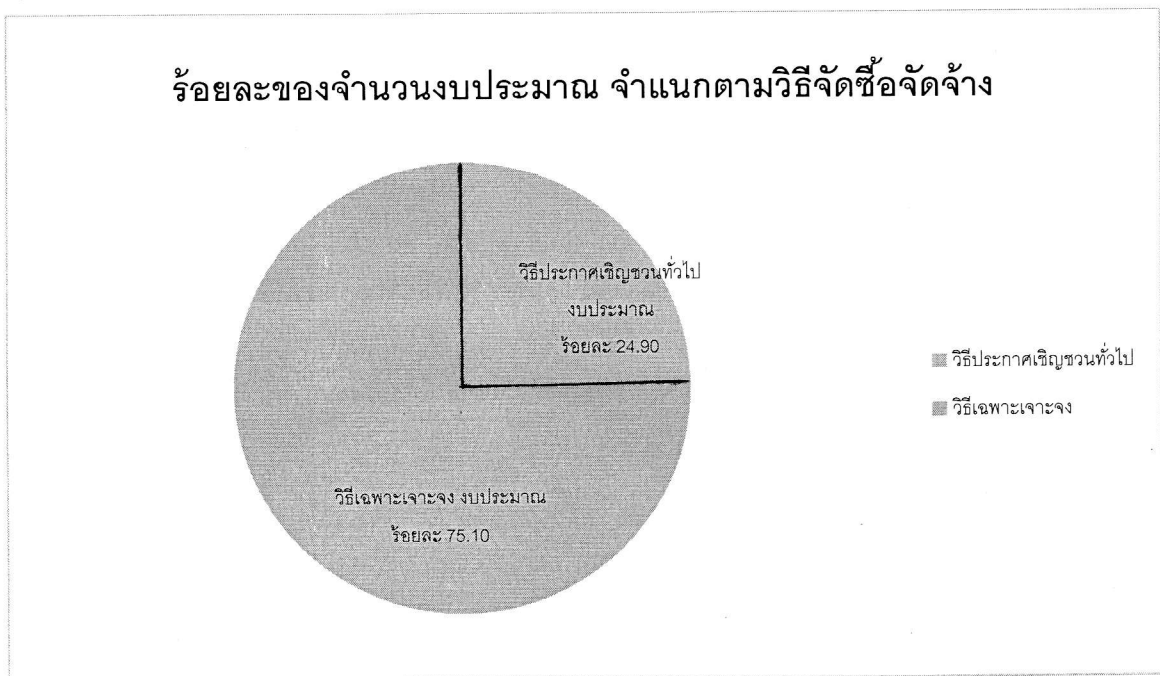 ร้อยละของจำนวนงบประมาณ จำแนกตามวิธีจัดซื้อจัดจ้าง
วิธีประกาศเชิญชวนทั่วไป
งบประมาณ
ร้อยละ 24.90
วิธีเฉพาะเจาะจง งบประมาณ
ร้อยละ 75.10
วิธีประกาศเชิญชวนทั่วไป
วิธีเฉพาะเจาะจง